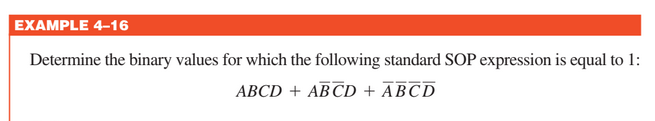 EXAMPLE 4–16
Determine the binary values for which the following standard SOP expression is equal to 1:
ABCD + AB̅C̅D + A̅B̅C̅D̅